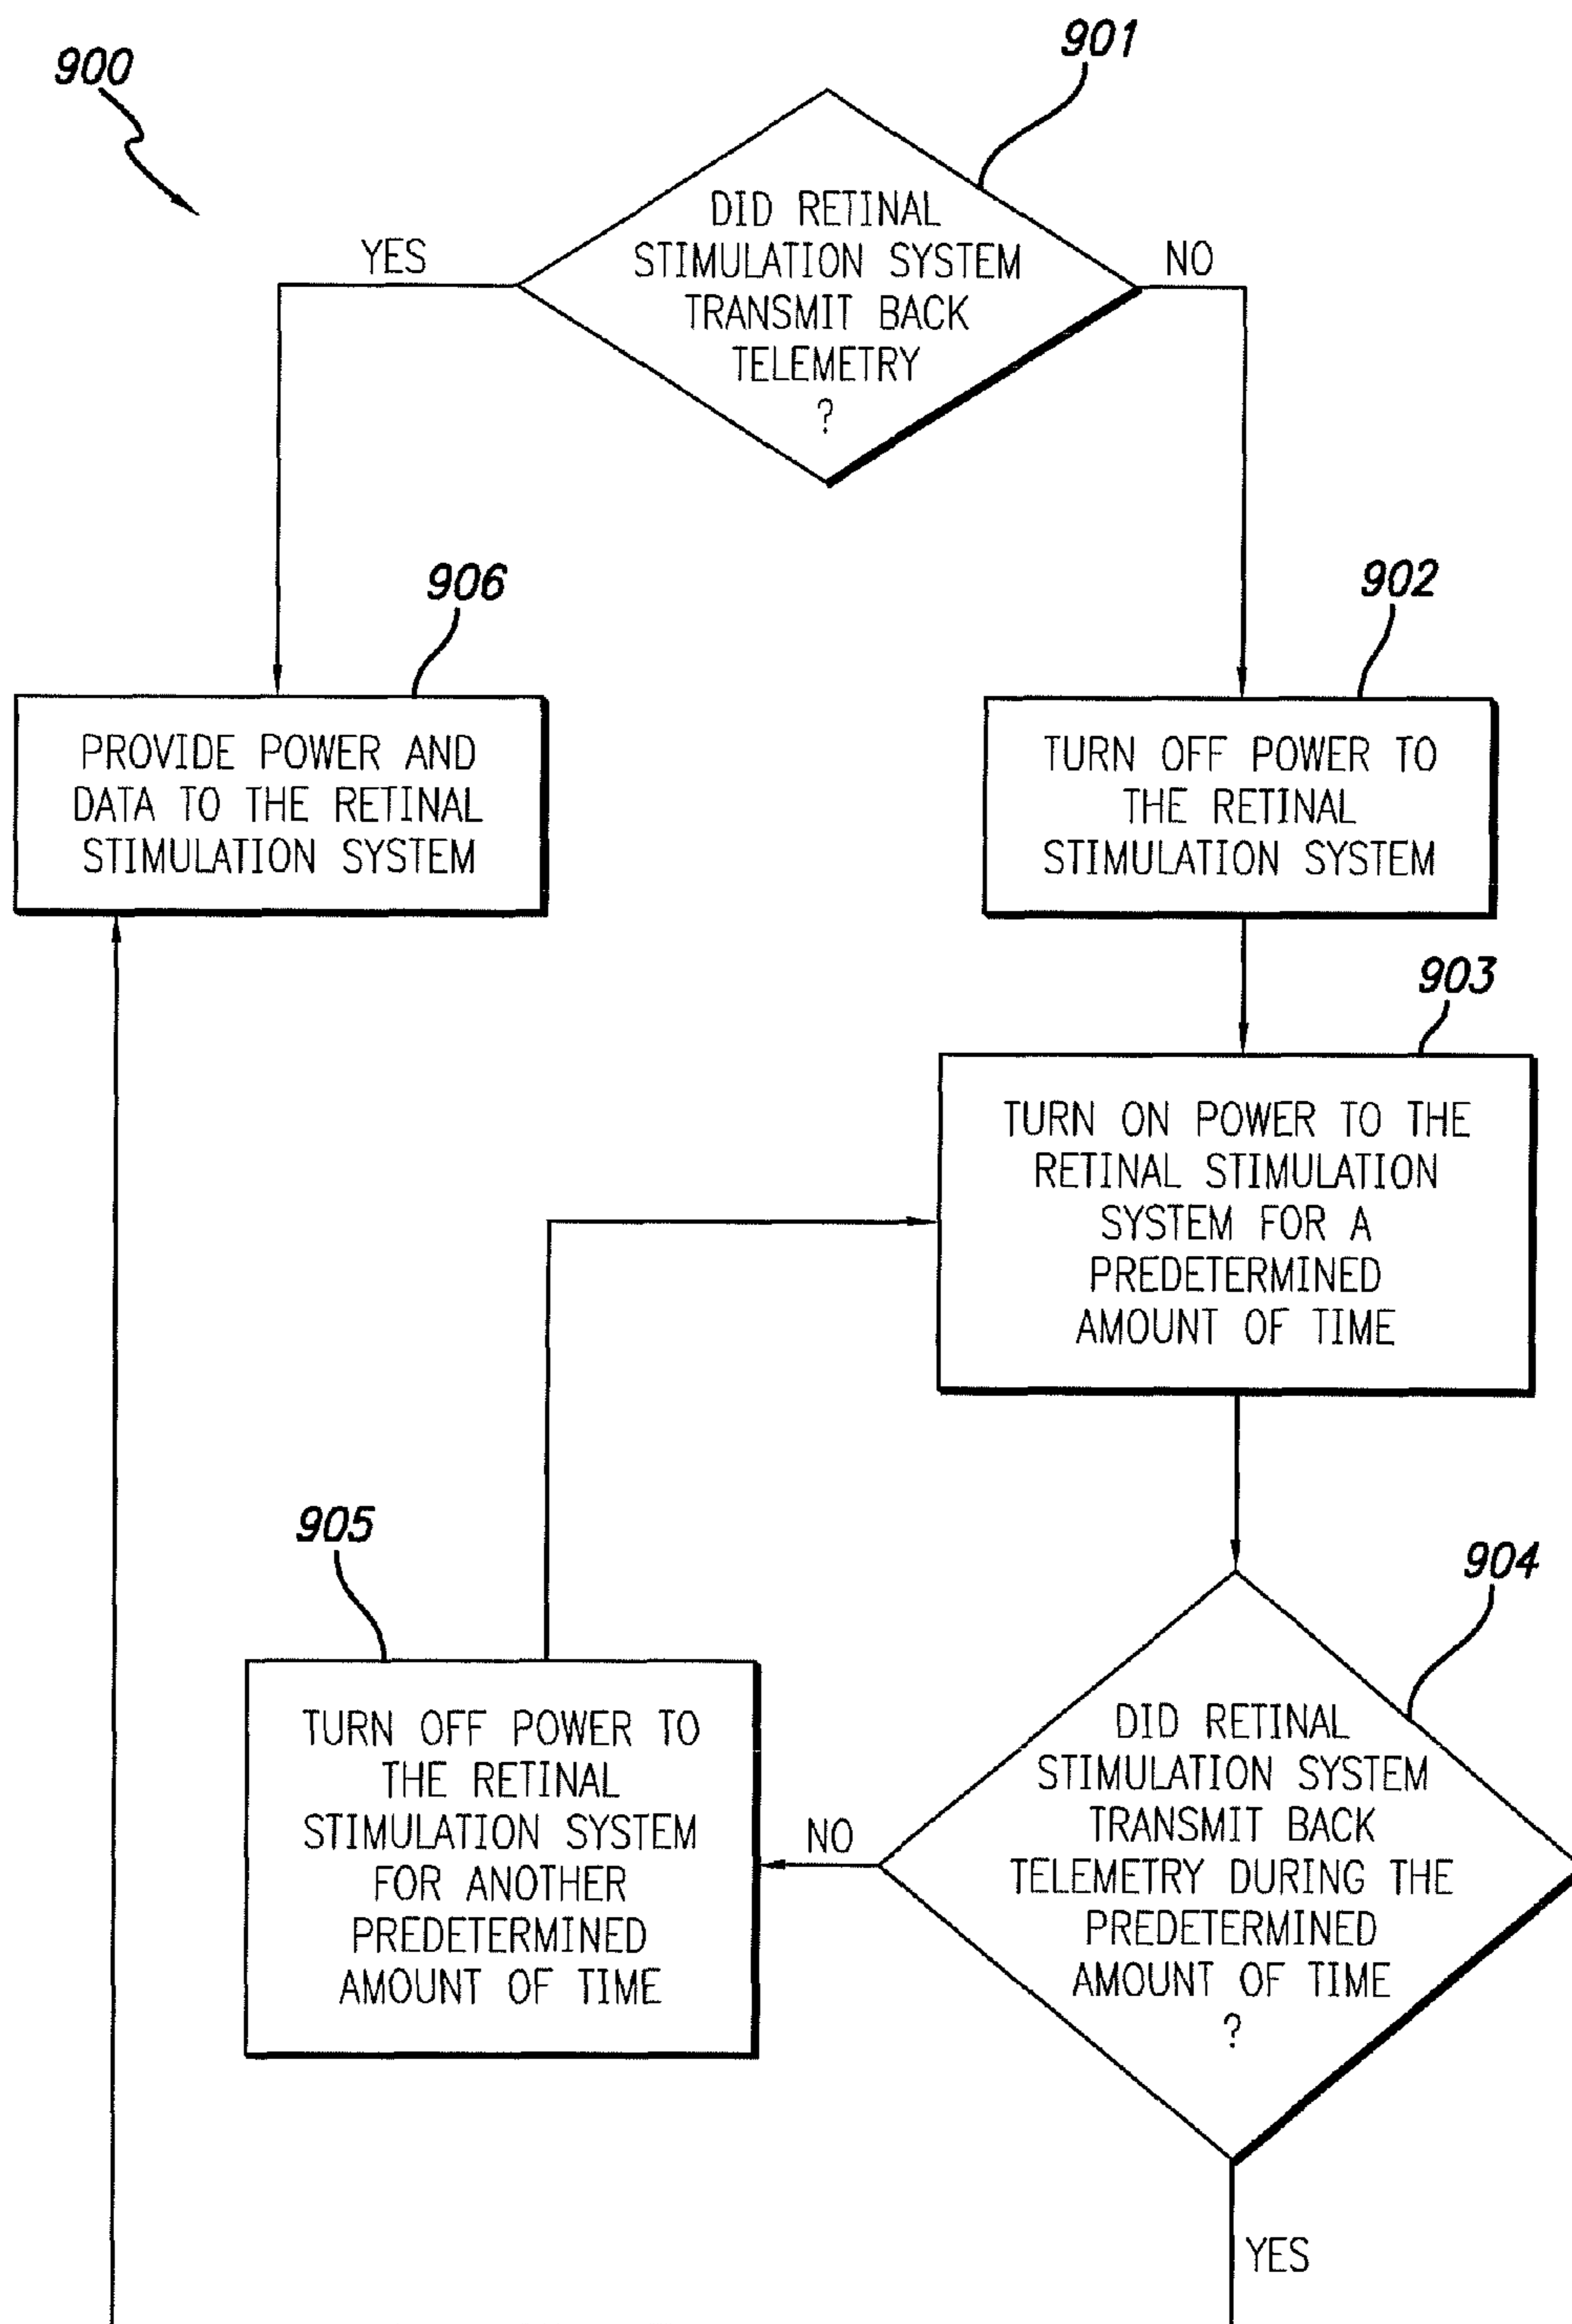 900
901
DID RETINAL
STIMULATION SYSTEM
TRANSMIT BACK
TELEMETRY
?
YES
NO
906
PROVIDE POWER AND
DATA TO THE RETINAL
STIMULATION SYSTEM
902
TURN OFF POWER TO
THE RETINAL
STIMULATION SYSTEM
903
TURN ON POWER TO THE
RETINAL STIMULATION
SYSTEM FOR A
PREDETERMINED
AMOUNT OF TIME
905
TURN OFF POWER TO
THE RETINAL
STIMULATION SYSTEM
FOR ANOTHER
PREDETERMINED
AMOUNT OF TIME
NO
904
DID RETINAL
STIMULATION SYSTEM
TRANSMIT BACK
TELEMETRY DURING THE
PREDETERMINED
AMOUNT OF TIME
?
YES